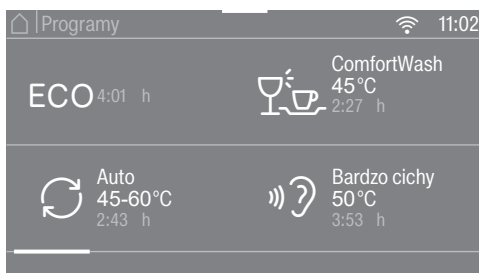 Programy 11:02
ECO 4:01 h
ComfortWash
45°C
2:27 h
Auto
45-60°C
2:43 h
Bardzo cichy
50°C
3:53 h